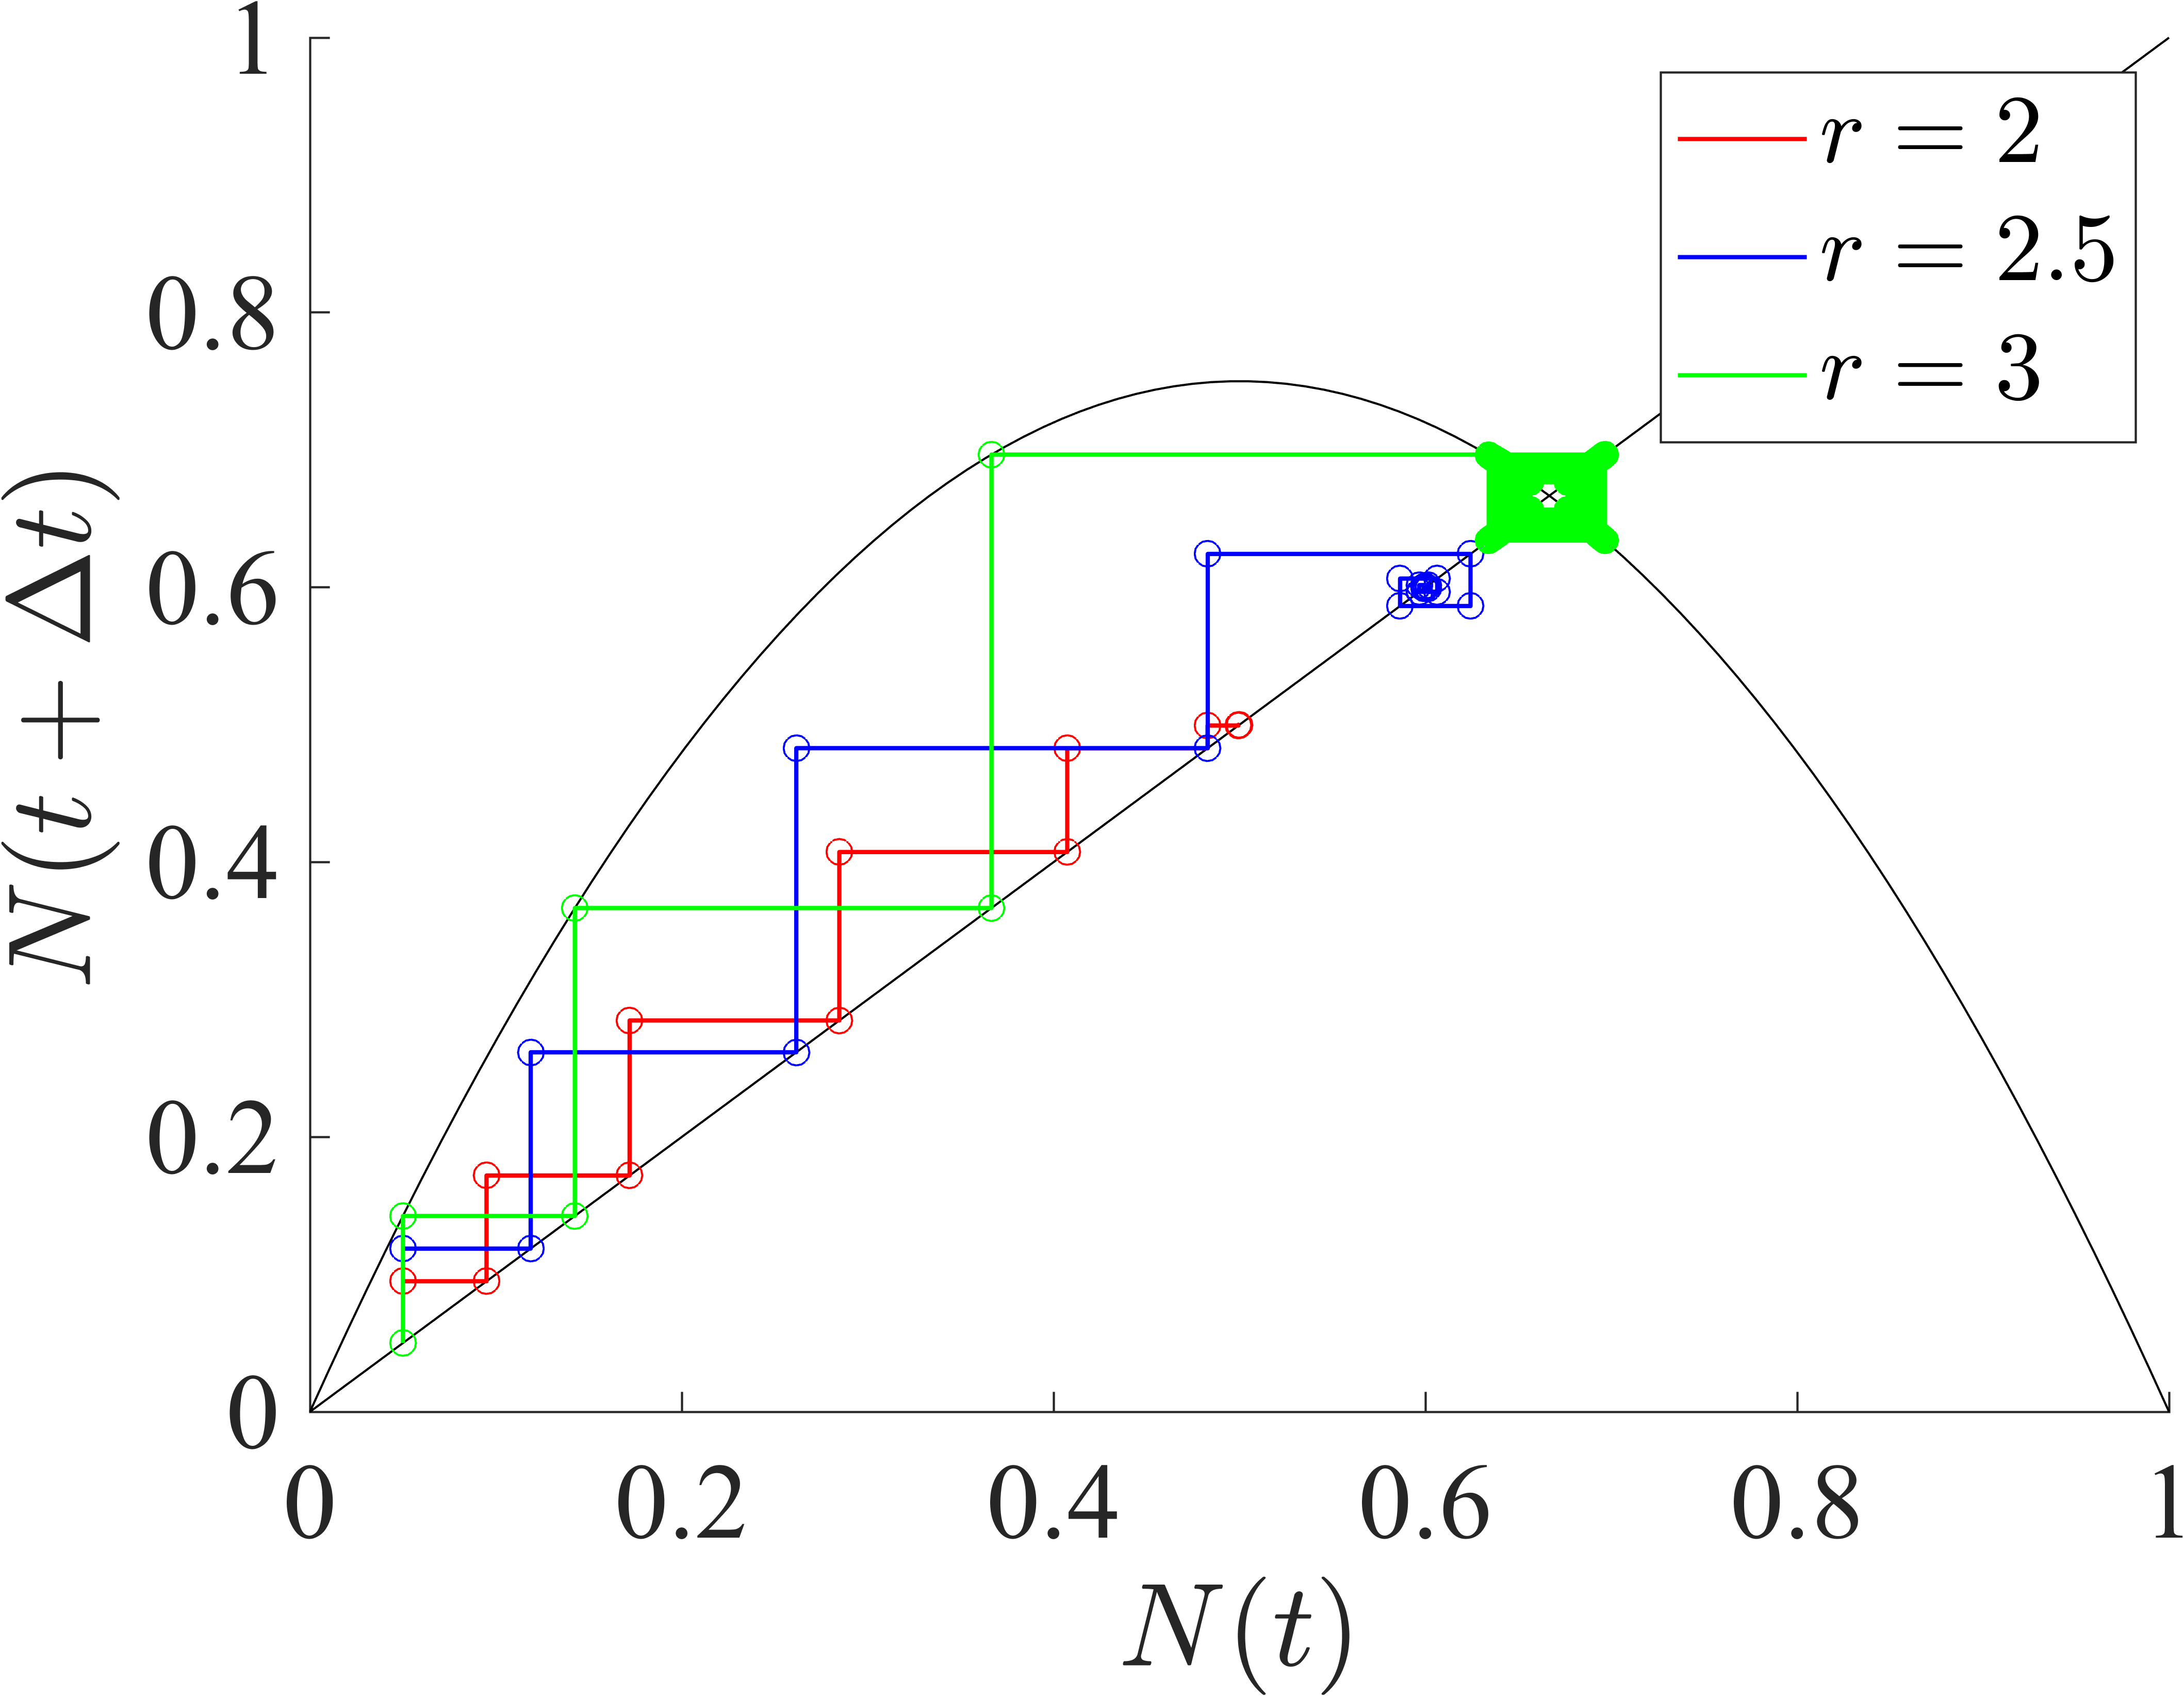 1
0.8
0.6
0.4
0.2
0
N(t + Δt)
0 0.2 0.4 0.6 0.8 1
N(t)
r = 2
r = 2.5
r = 3